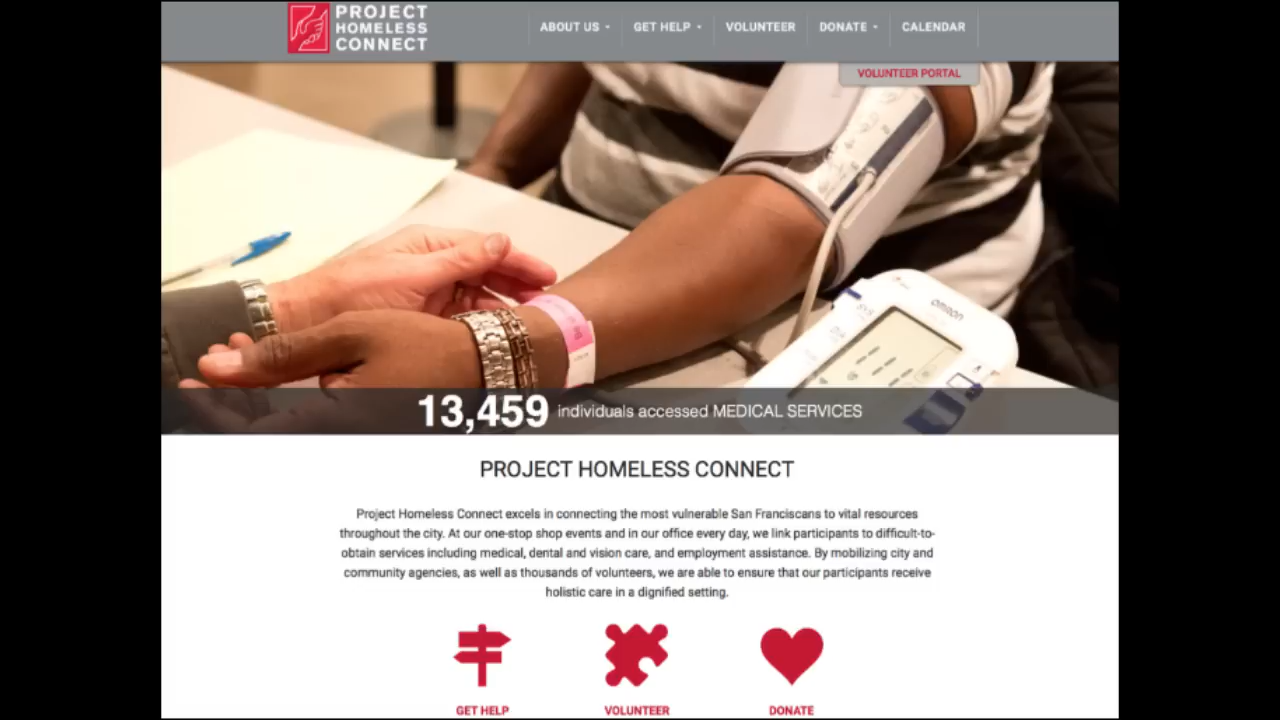 PROJECT
HOMELESS
CONNECT
ABOUT US
GET HELP
VOLUNTEER
DONATE
CALENDAR
VOLUNTEER PORTAL
omron
SYS
13,459 individuals accessed MEDICAL SERVICES
PROJECT HOMELESS CONNECT
Project Homeless Connect excels in connecting the most vulnerable San Franciscans to vital resources
throughout the city. At our one-stop shop events and in our office every day, we link participants to difficult-to-
obtain services including medical, dental and vision care, and employment assistance. By mobilizing city and
community agencies, as well as thousands of volunteers, we are able to ensure that our participants receive
holistic care in a dignified setting.
GET HELP
VOLUNTEER
DONATE